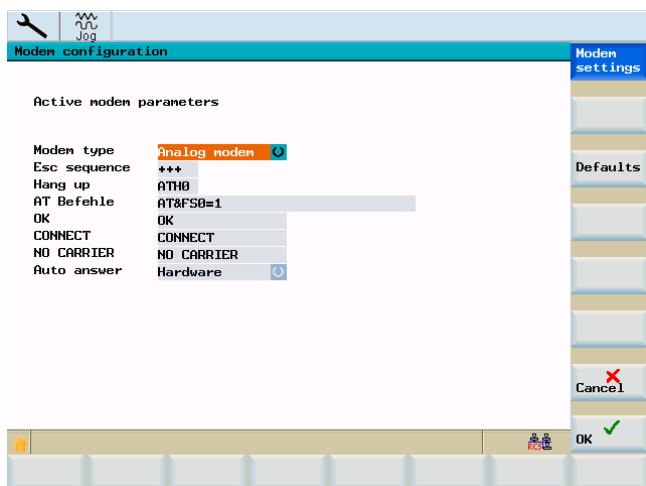 Jog
Modem configuration
Modem
settings
Active modem parameters
Modem type Analog modem
Esc sequence +++
Defaults
Hang up ATH0
AT Befehle AT&FS0=1
OK OK
CONNECT CONNECT
NO CARRIER NO CARRIER
Auto answer Hardware
Cancel
OK
RCS